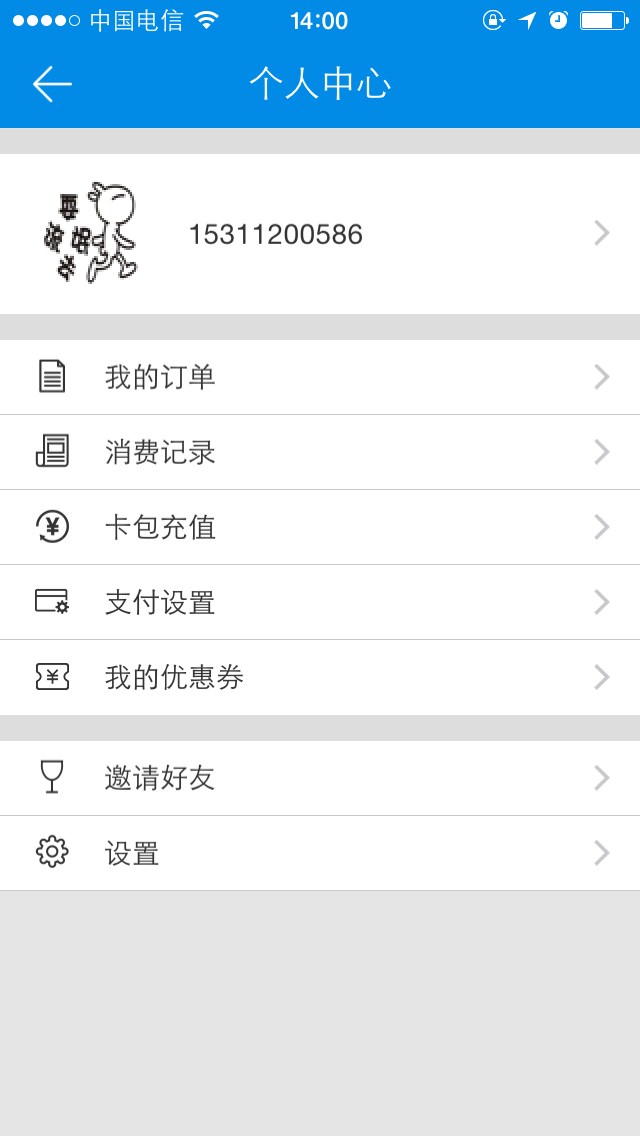 中国电信 14:00
个人中心
15311200586
我的订单
消费记录
卡包充值
支付设置
我的优惠券
邀请好友
设置